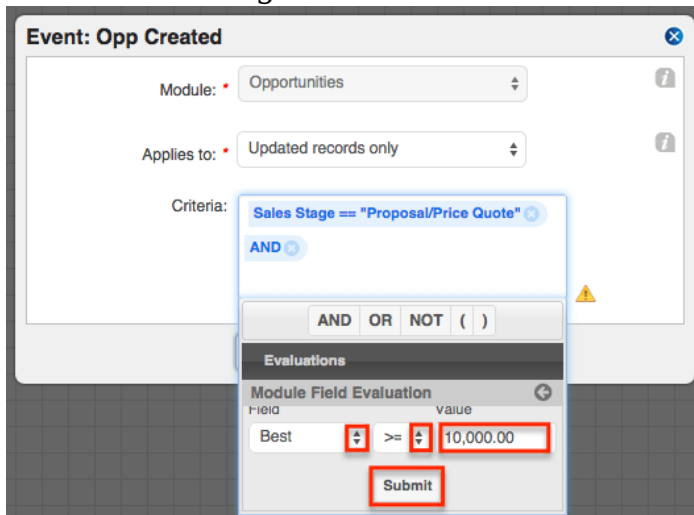 Event: Opp Created
Module: * Opportunities
Applies to: * Updated records only
Criteria: Sales Stage == "Proposal/Price Quote"
AND
AND OR NOT ( )
Evaluations
Module Field Evaluation
Field Value
Best >= 10,000.00
Submit